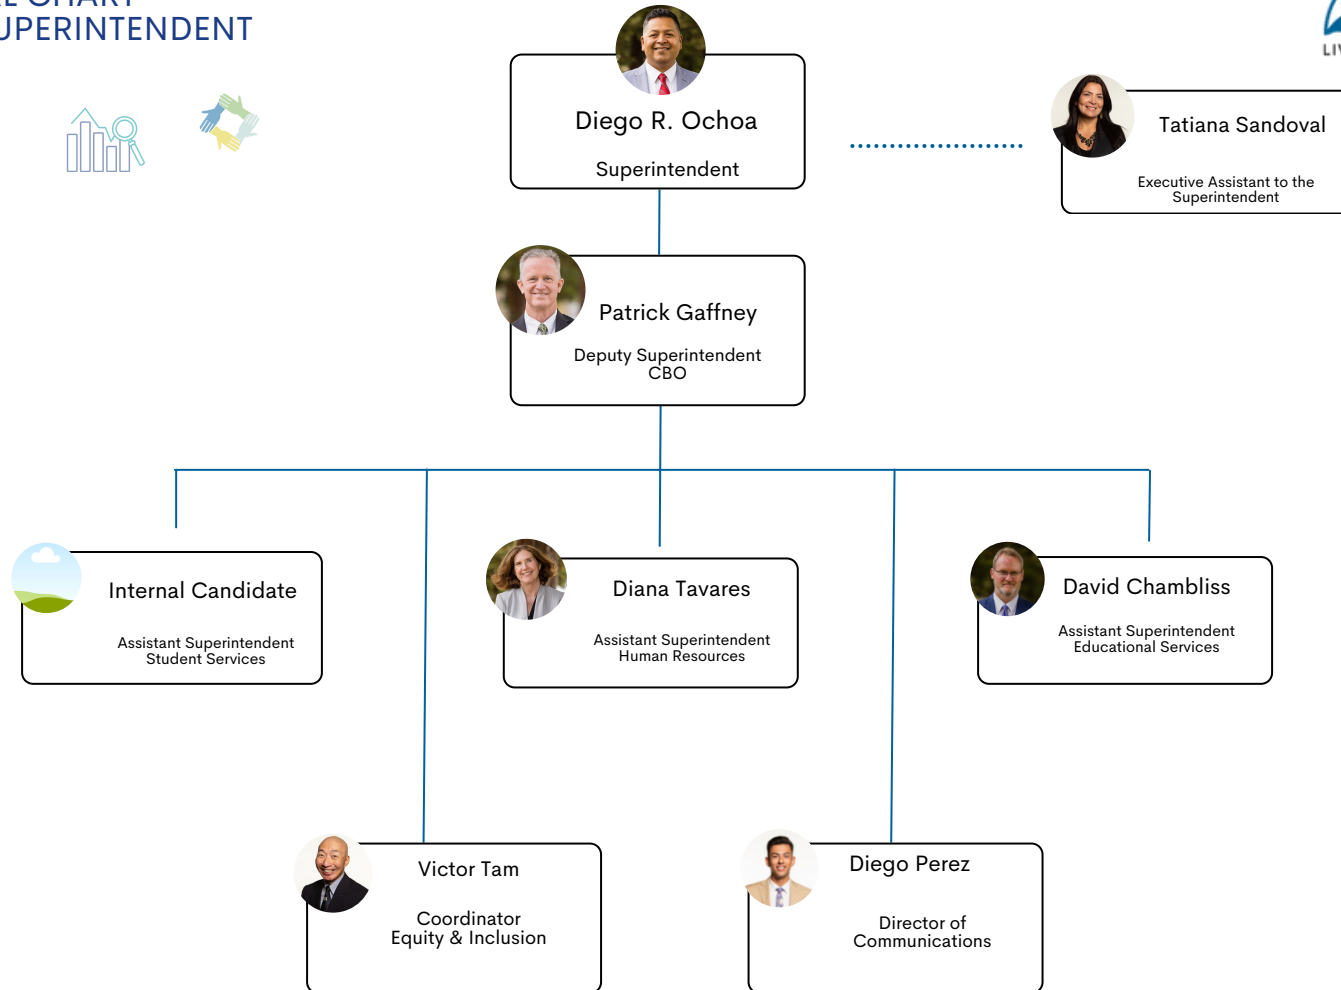 SUPERINTENDENT
Diego R. Ochoa
Superintendent
Tatiana Sandoval
Executive Assistant to the
Superintendent
Patrick Gaffney
Deputy Superintendent
CBO
Internal Candidate
Assistant Superintendent
Student Services
Diana Tavares
Assistant Superintendent
Human Resources
David Chambliss
Assistant Superintendent
Educational Services
Victor Tam
Coordinator
Equity & Inclusion
Diego Perez
Director of
Communications